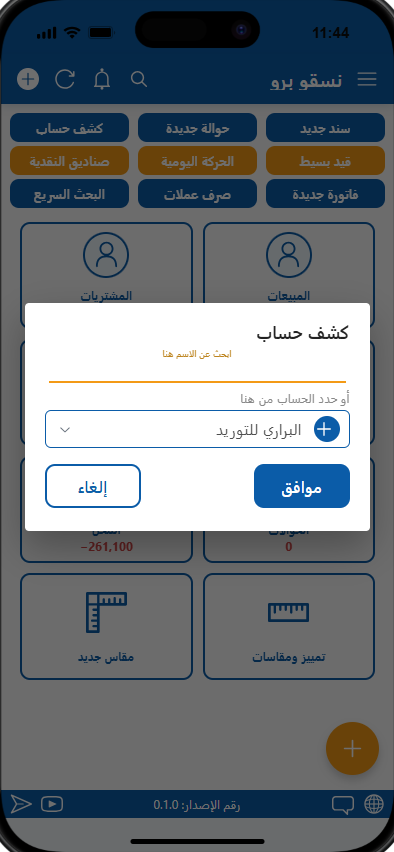 11:44
نسقو برو
سند جديد
حوالة جديدة
كشف حساب
قيد بسيط
الحركة اليومية
صناديق النقدية
فاتورة جديدة
صرف عملات
البحث السريع
المبيعات
المشتريات
كشف حساب
ابحث عن الاسم هنا
أو حدد الحساب من هنا
البراري للتوريد
موافق
إلغاء
0
−261,100
تمييز ومقاسات
مقاس جديد
رقم الإصدار: 0.1.0